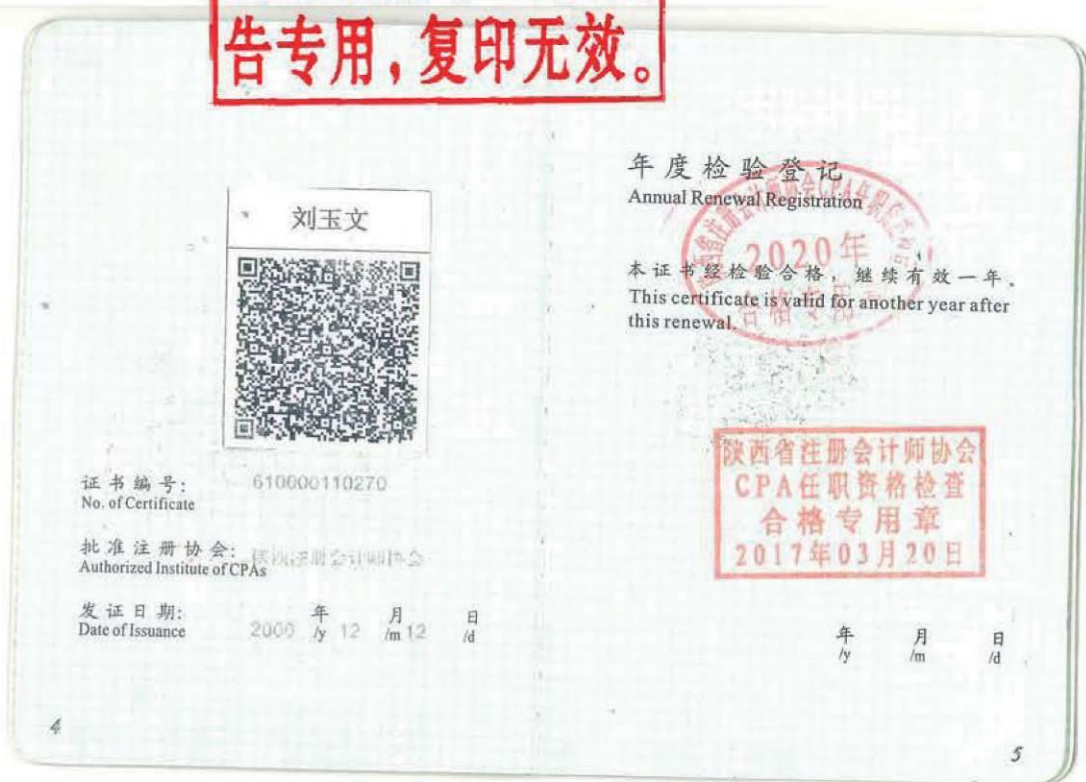 告专用，复印无效。
刘玉文
证书编号: 610000110270
No. of Certificate
批准注册协会:
Authorized Institute of CPAs
发证日期: 年 月 日
Date of Issuance /y 12 /m 12 /d
4
年度检验登记
Annual Renewal Registration
2020年
本证书经检验合格，继续有效一年.
This certificate is valid for another year after
this renewal.
合格专用
陕西省注册会计师协会
CPA任职资格检查
合格专用章
2017年03月20日
年 月 日
/y /m /d
5